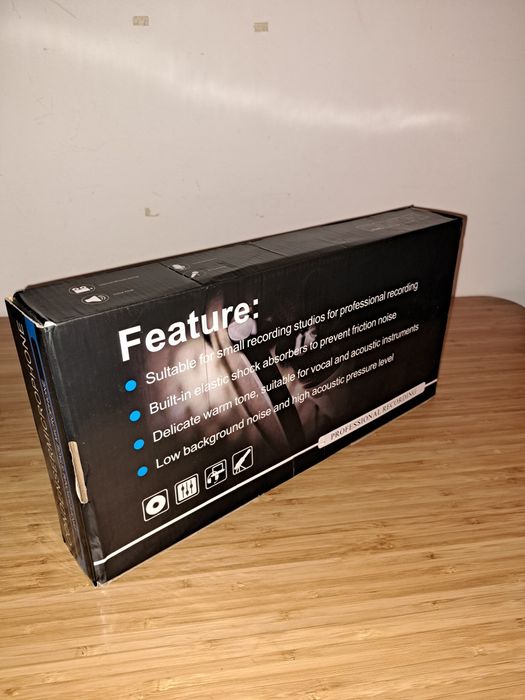 Feature:
Sultable for small recording studios for professional recording
Built-in elastic shock absorbers to prevent friction noise
Delicate warm tone, suitable for vocal and acoustic instruments
Low background noise and high acoustic pressure level
PROFESSIONAL RECORDING